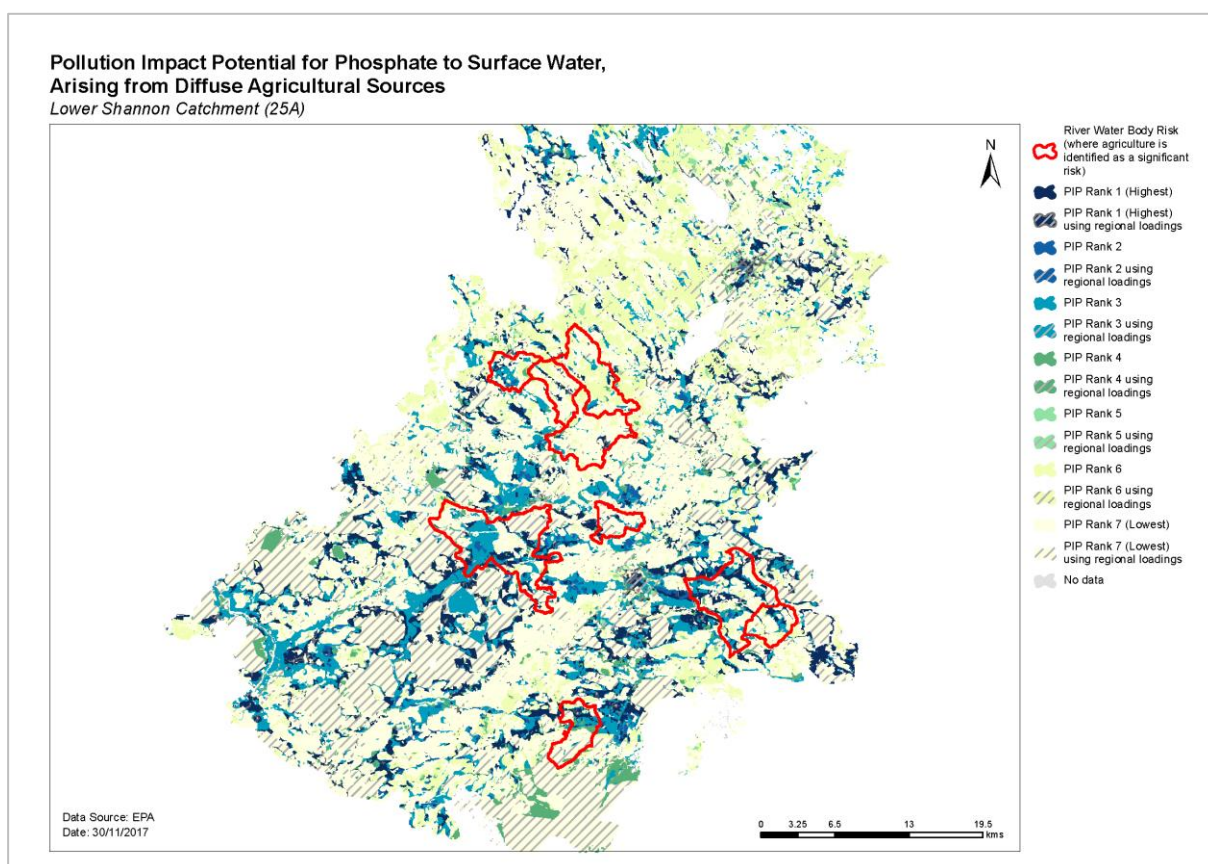 Pollution Impact Potential for Phosphate to Surface Water,
Arising from Diffuse Agricultural Sources
Lower Shannon Catchment (25A)
N
River Water Body Risk
(where agriculture is
identified as a significant
risk)
PIP Rank 1 (Highest)
PIP Rank 1 (Highest)
using regional loadings
PIP Rank 2
PIP Rank 2 using
regional loadings
PIP Rank 3
PIP Rank 3 using
regional loadings
PIP Rank 4
PIP Rank 4 using
regional loadings
PIP Rank 5
PIP Rank 5 using
regional loadings
PIP Rank 6
PIP Rank 6 using
regional loadings
PIP Rank 7 (Lowest)
PIP Rank 7 (Lowest)
using regional loadings
No data
Data Source: EPA
Date: 30/11/2017
0 3.25 6.5 13 19.5
kms